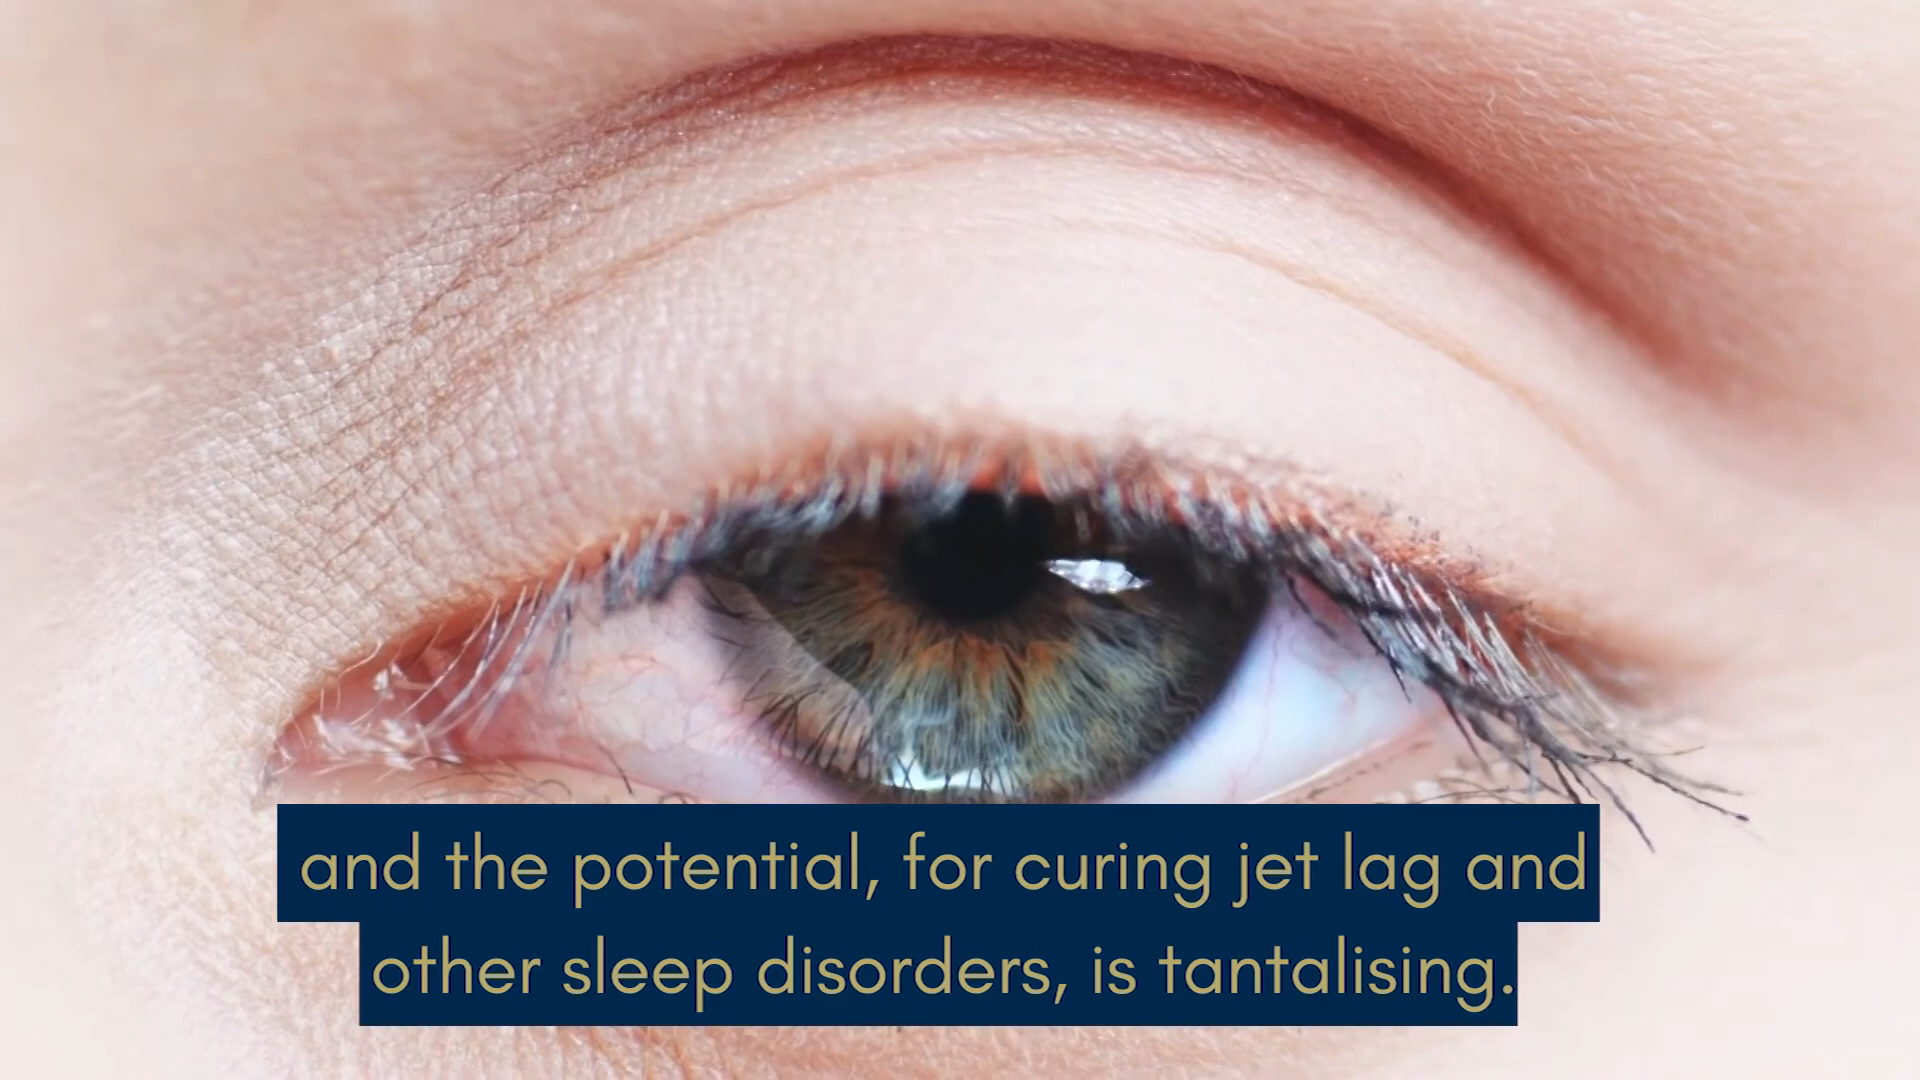 and the potential, for curing jet lag and
other sleep disorders, is tantalising.